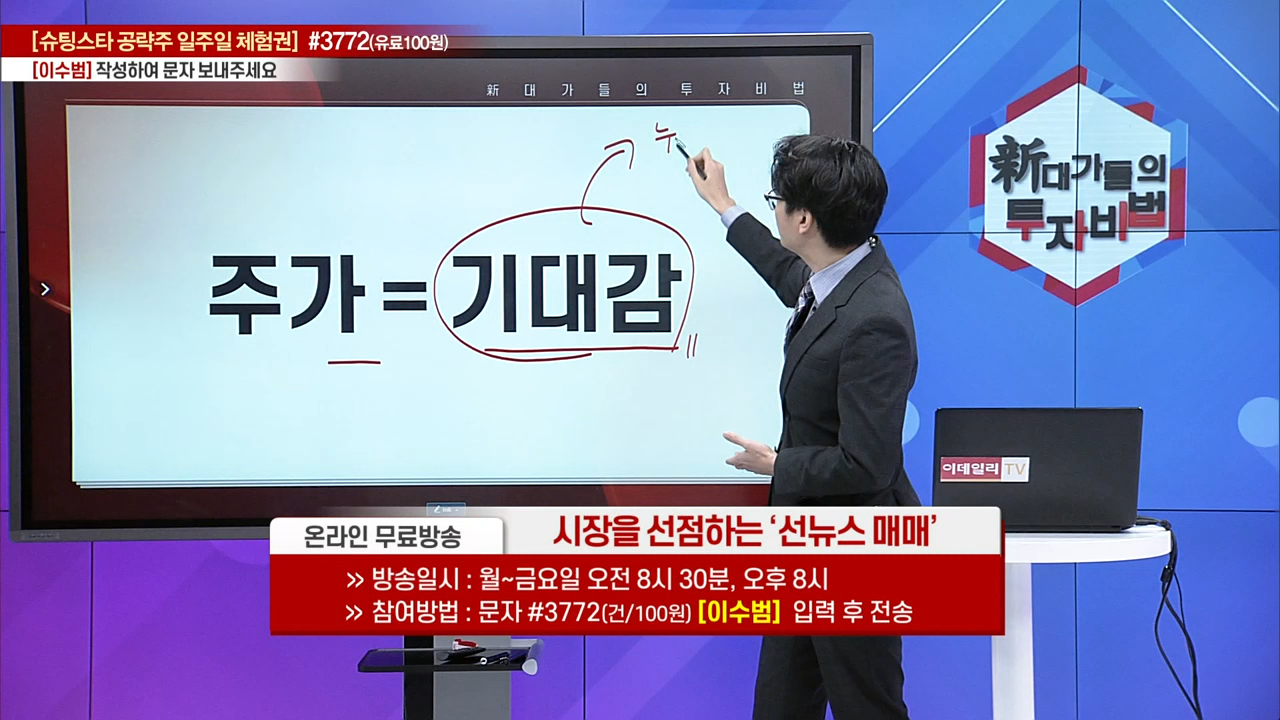 [슈팅스타 공략주 일주일 체험권] #3772(유료100원)
[이수범] 작성하여 문자 보내주세요
新 대가들의 투자비법
주가 = 기대감
新대가들의
투자비법
이데일리 TV
온라인 무료방송
시장을 선점하는 ‘선뉴스 매매’
>> 방송일시 : 월~금요일 오전 8시 30분, 오후 8시
>> 참여방법 : 문자 #3772(건/100원) [이수범] 입력 후 전송